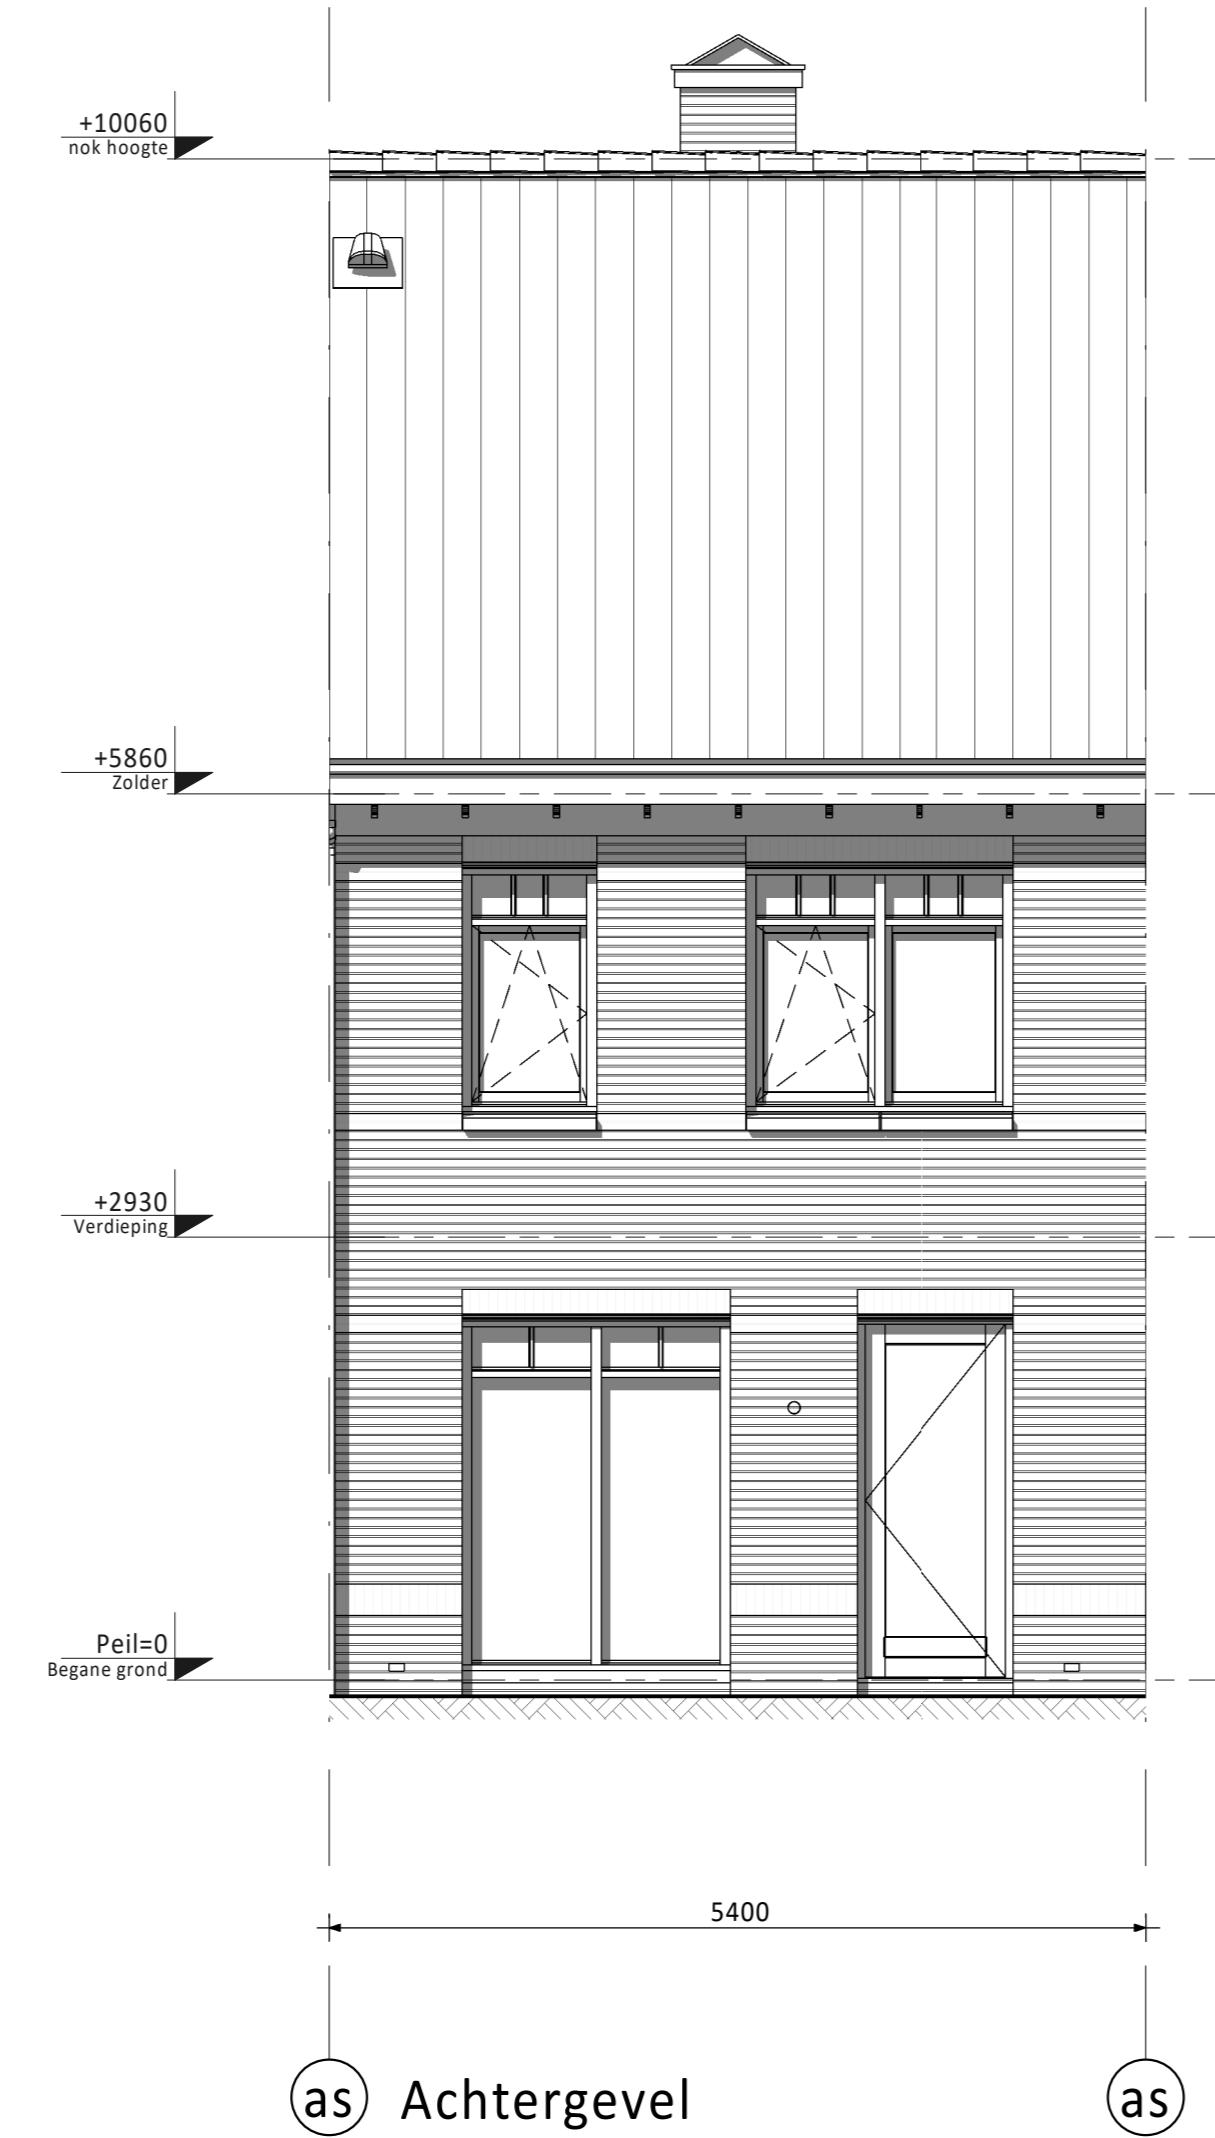 +10060
nok hoogte
+5860
Zolder
+2930
Verdieping
Peil=0
Begane grond
5400
as Achtergevel as